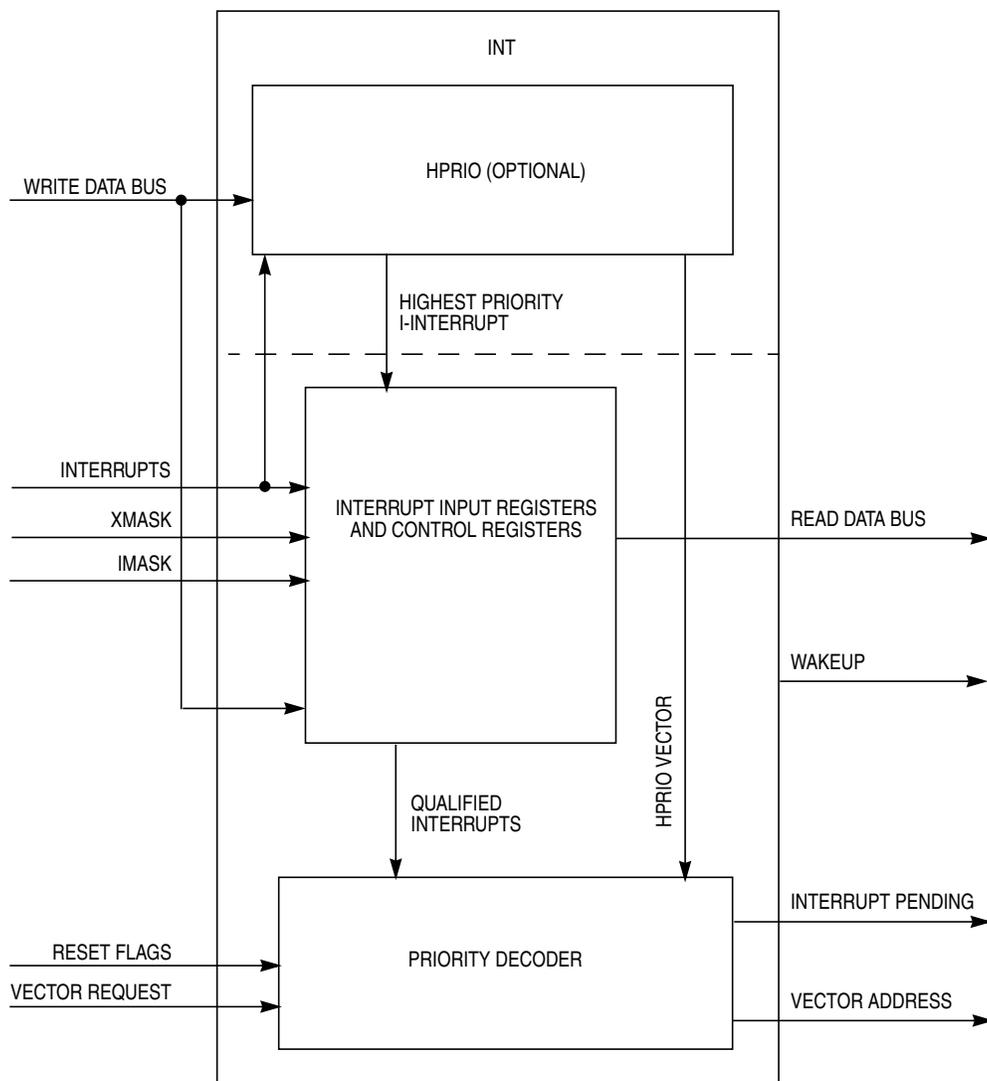 INT
HPRIO (OPTIONAL)
WRITE DATA BUS
HIGHEST PRIORITY
I-INTERRUPT
INTERRUPTS
XMASK
IMASK
INTERRUPT INPUT REGISTERS
AND CONTROL REGISTERS
READ DATA BUS
WAKEUP
HPRIO VECTOR
QUALIFIED
INTERRUPTS
INTERRUPT PENDING
RESET FLAGS
PRIORITY DECODER
VECTOR REQUEST
VECTOR ADDRESS